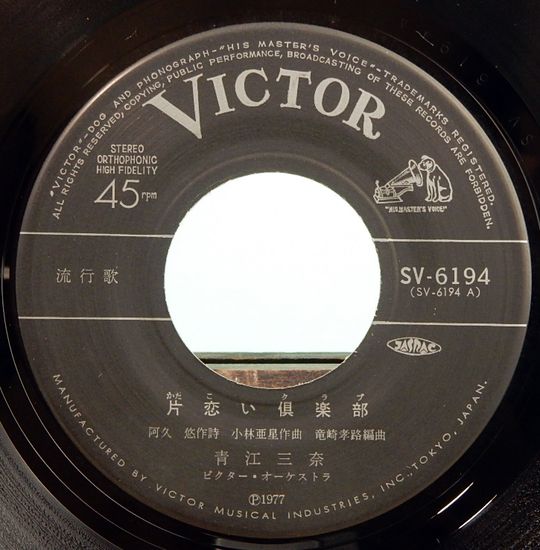 "VICTOR"-DOG AND PHONOGRAPH-"HIS MASTER'S VOICE"-TRADEMARKS REGISTERED.
ALL RIGHTS RESERVED, COPYING, PUBLIC PERFORMANCE, BROADCASTING OF THESE RECORDS ARE FORBIDDEN.
VICTOR
STEREO
ORTHOPHONIC
HIGH FIDELITY
45rpm
"HIS MASTER'S VOICE"
流行歌
SV-6194
(SV-6194 A)
JASRAC
かた こ クラブ
片恋い倶楽部
阿久 悠作詩 小林亜星作曲 竜崎孝路編曲
青江三奈
ビクター・オーケストラ
Ⓟ1977
MANUFACTURED BY VICTOR MUSICAL INDUSTRIES, INC., TOKYO, JAPAN.